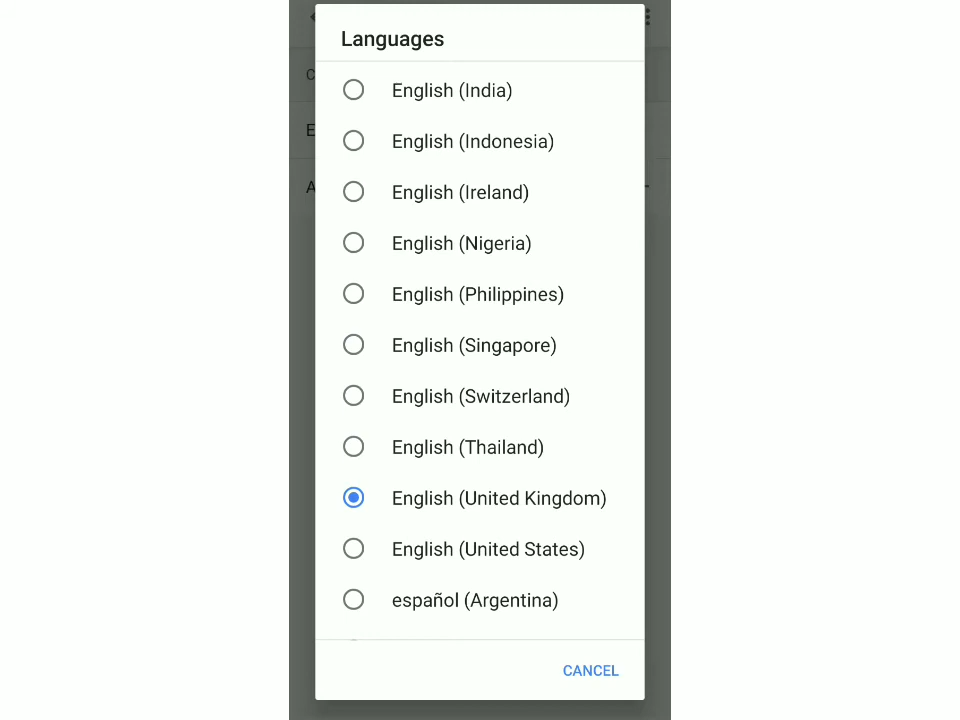 Languages
English (India)
English (Indonesia)
English (Ireland)
English (Nigeria)
English (Philippines)
English (Singapore)
English (Switzerland)
English (Thailand)
English (United Kingdom)
English (United States)
español (Argentina)
CANCEL